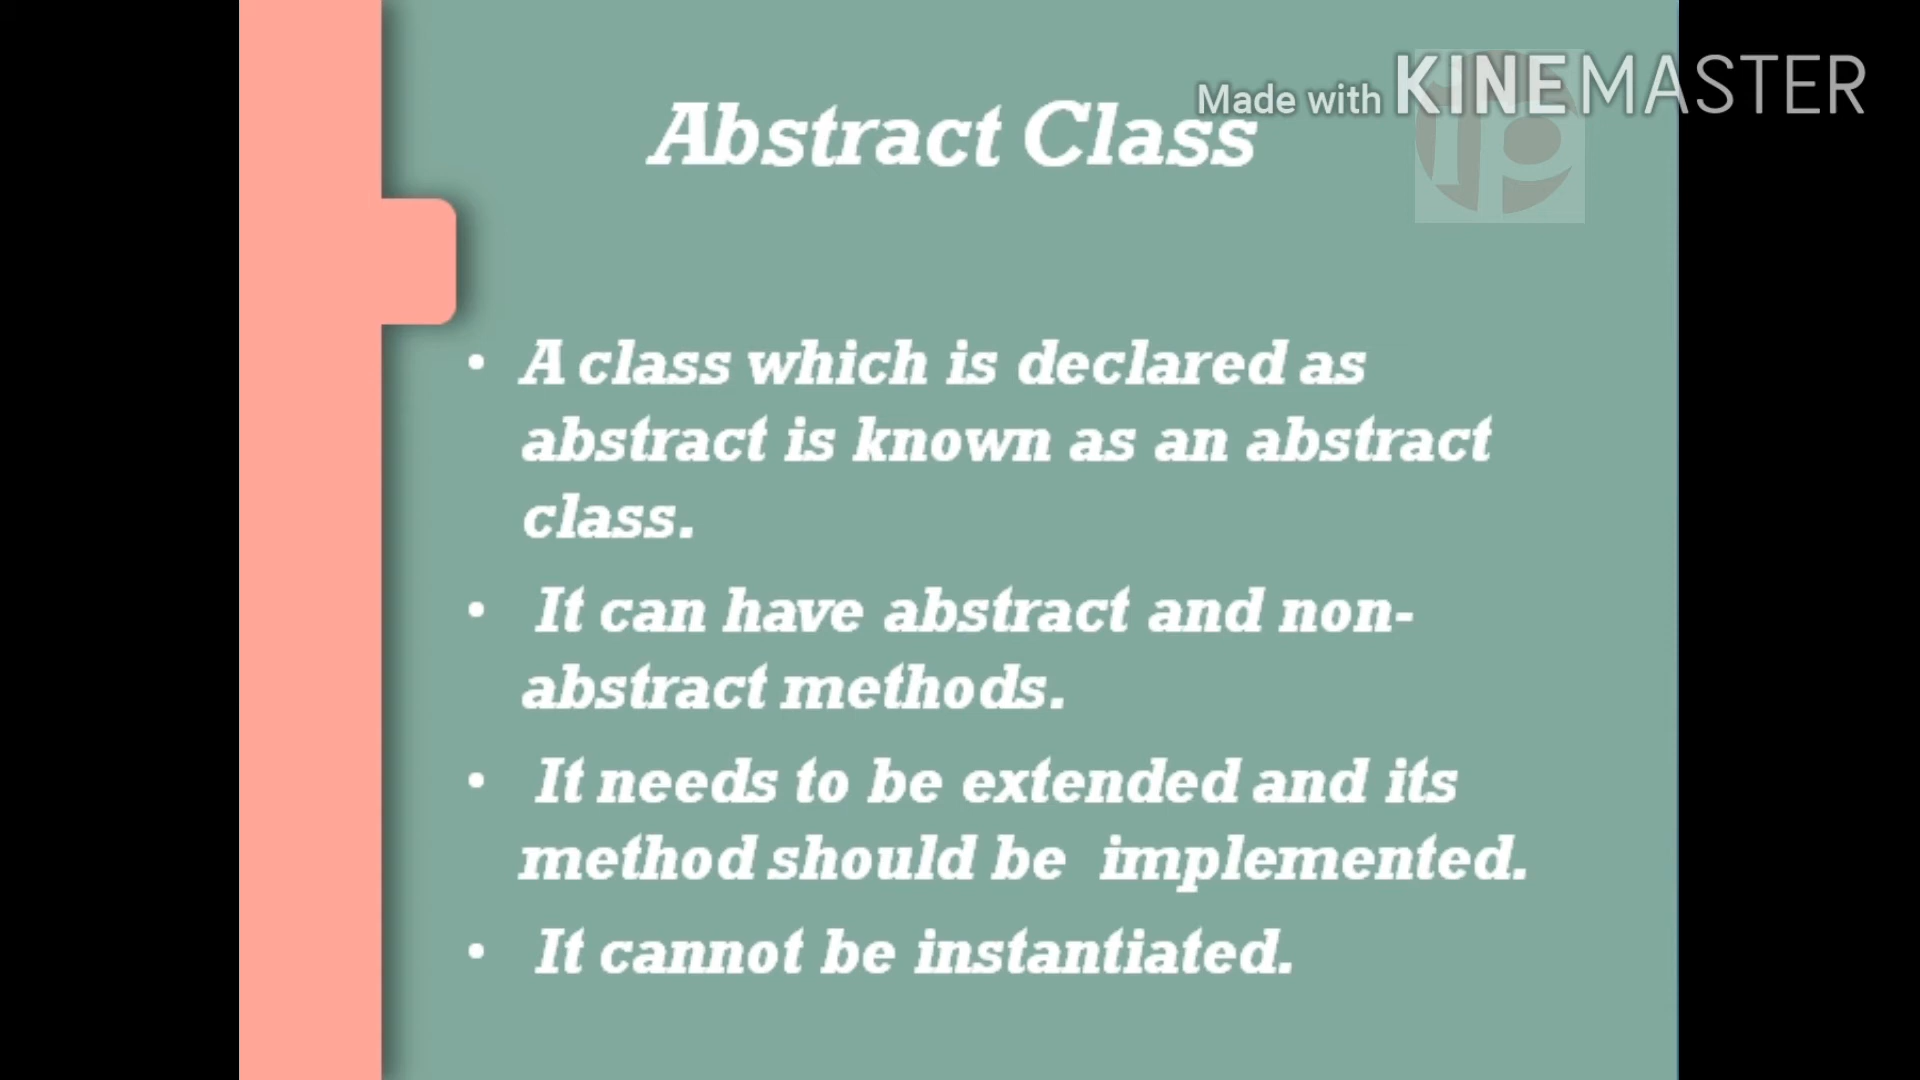 Made with KINEMASTER
Abstract Class
• A class which is declared as
abstract is known as an abstract
class.
• It can have abstract and non-
abstract methods.
• It needs to be extended and its
method should be implemented.
• It cannot be instantiated.